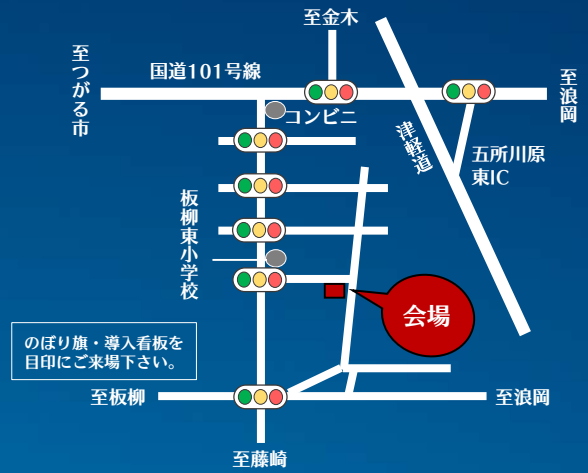 至金木
国道101号線
至つがる市
至浪岡
コンビニ
津軽道
五所川原
東IC
板柳東小学校
会場
のぼり旗・導入看板を
目印にご来場下さい。
至板柳
至浪岡
至藤崎